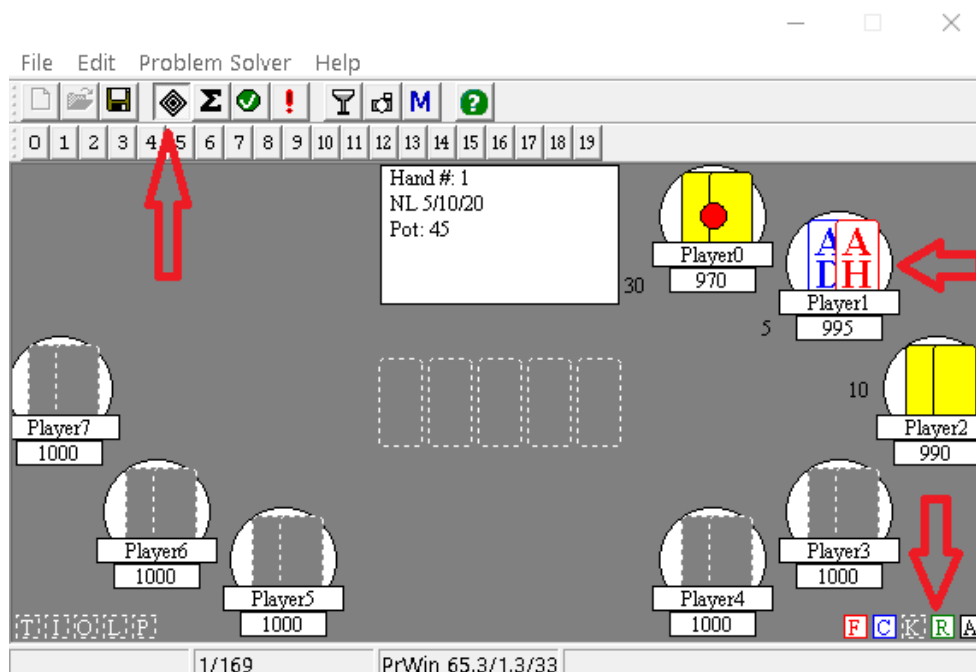 File Edit Problem Solver Help
Σ ! M ?
0 1 2 3 4 5 6 7 8 9 10 11 12 13 14 15 16 17 18 19
Hand #: 1
NL 5/10/20
Pot: 45
Player0
970
30
A A
D H
Player1
995
5
10
Player2
990
Player7
1000
Player6
1000
Player5
1000
Player3
1000
Player4
1000
T I O L P
F C K R A
1/169
PrWin 65.3/1.3/33